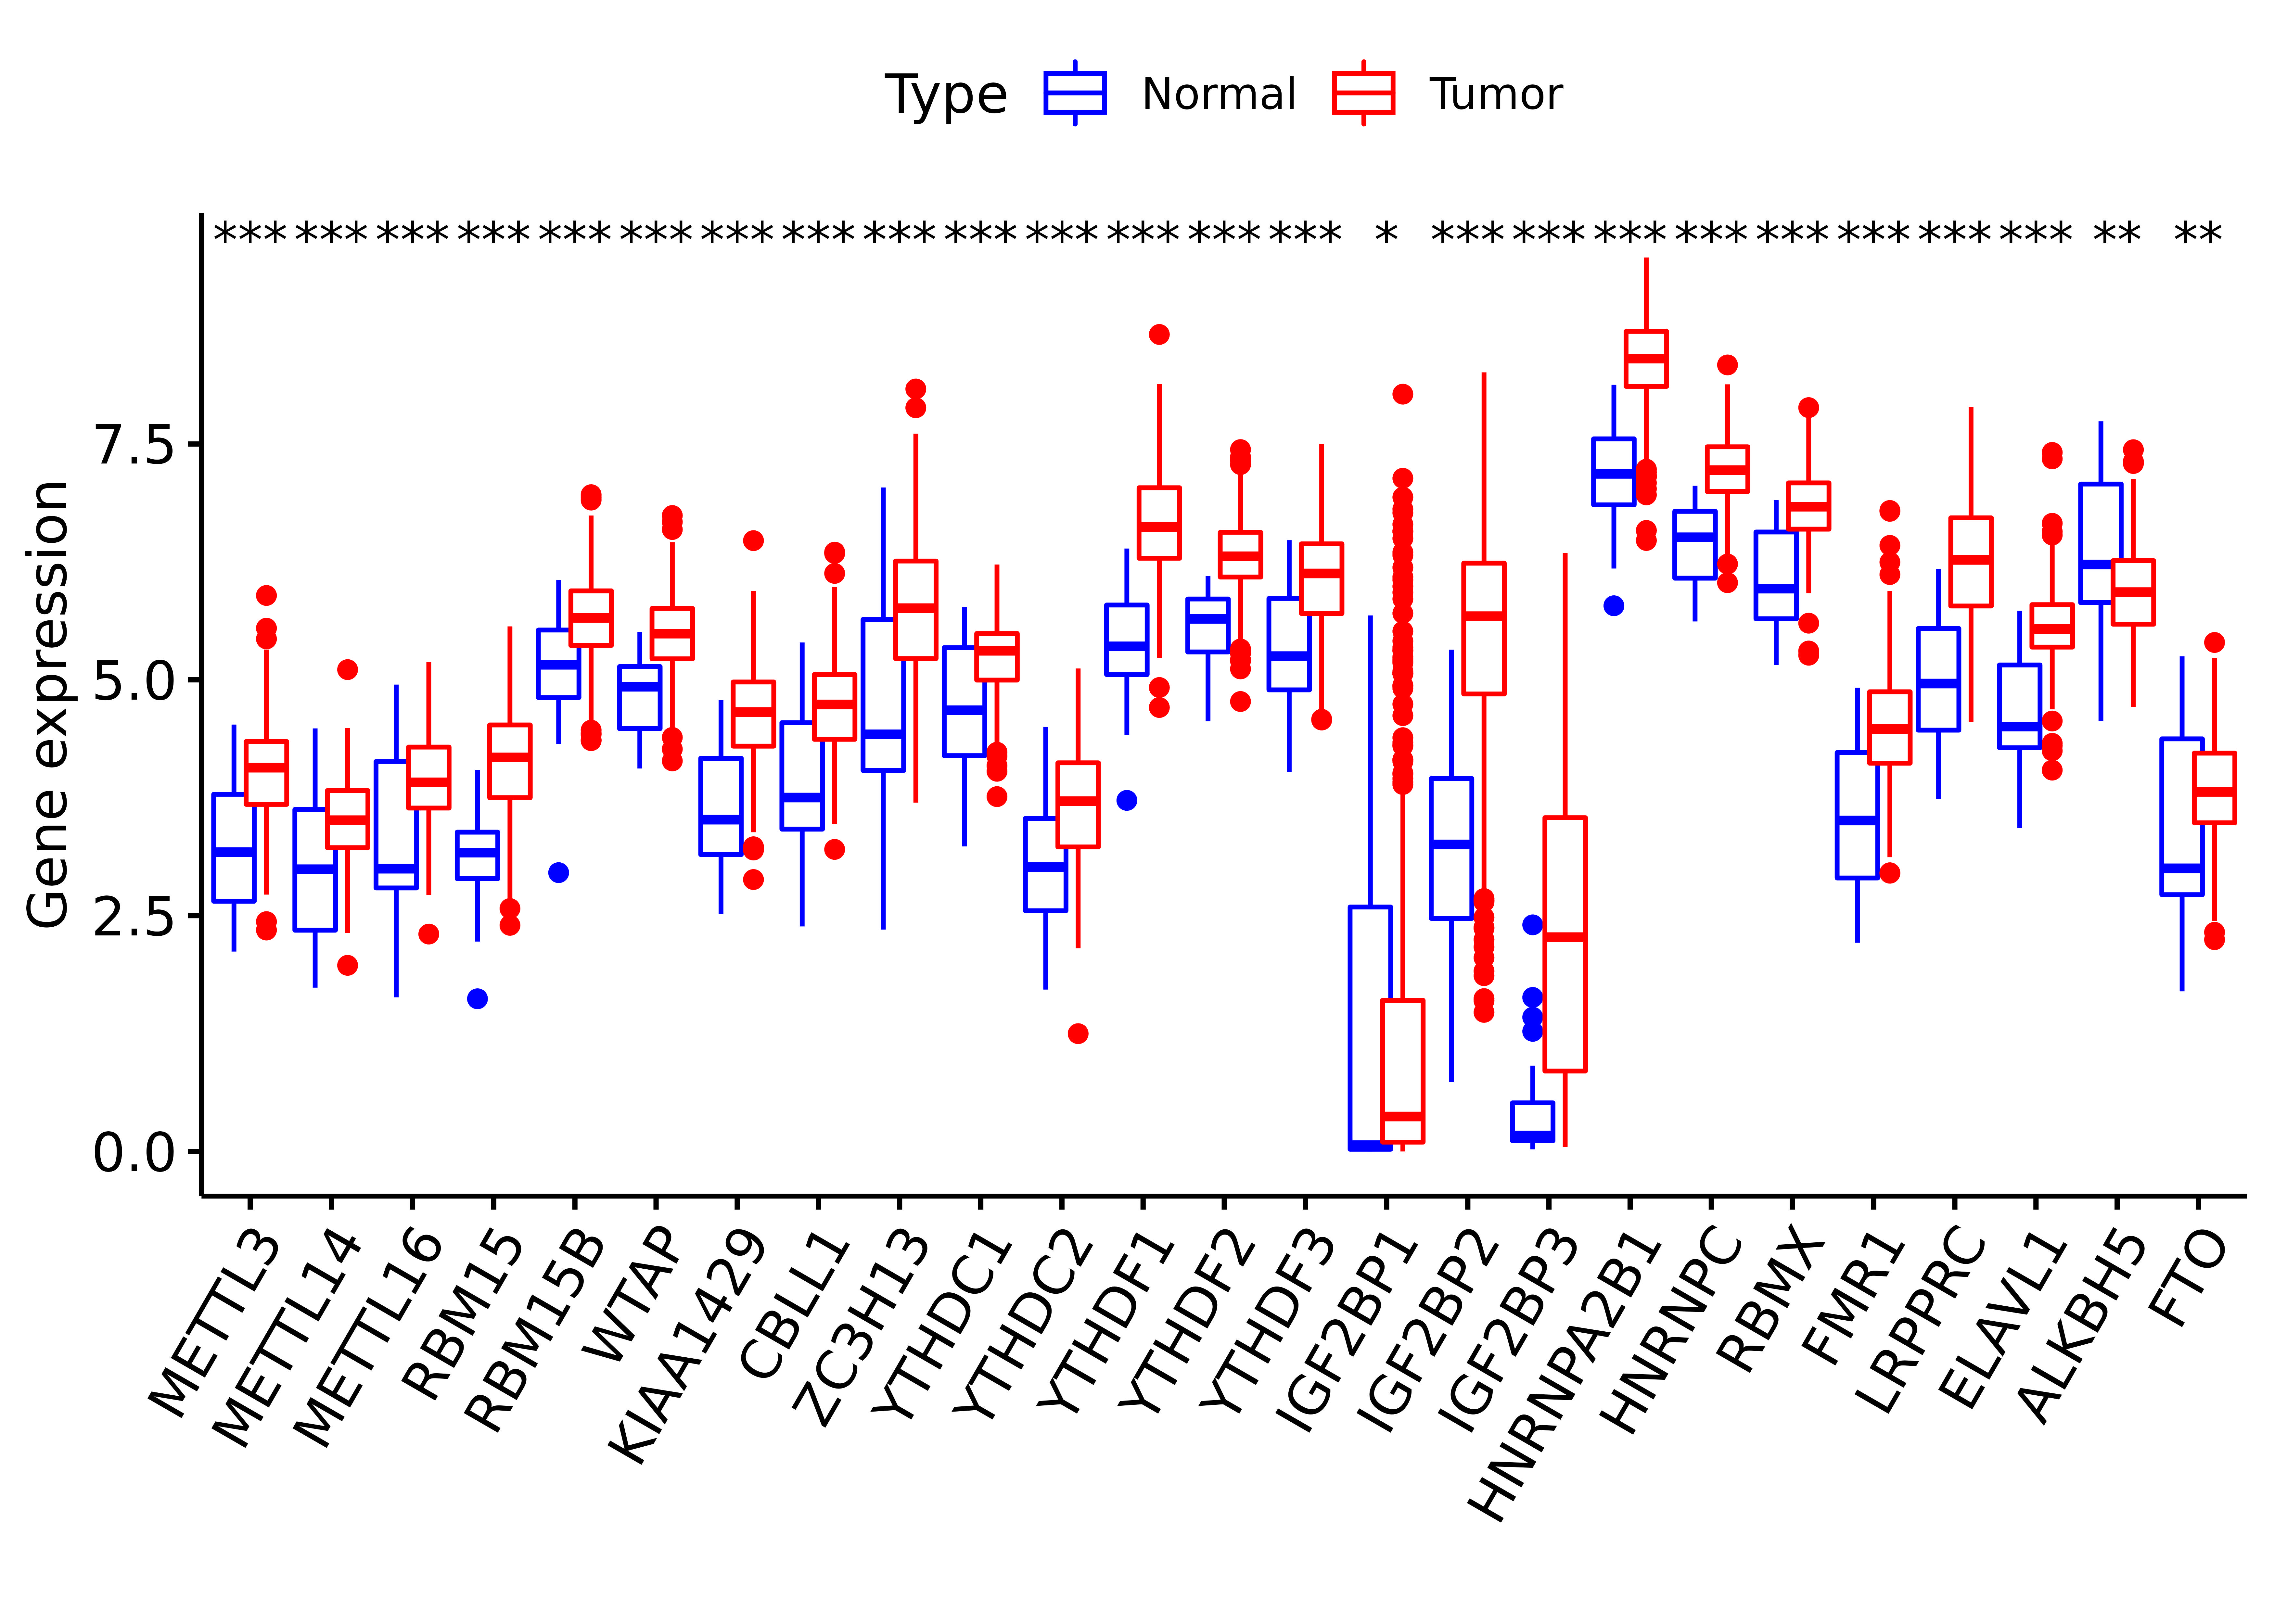 Type Normal Tumor
*** *** *** *** *** *** *** *** *** *** *** *** *** *** * *** *** *** *** *** *** *** *** ** **
Gene expression
7.5
5.0
2.5
0.0
METTL3
METTL14
METTL16
RBM15
RBM15B
WTAP
KIAA1429
CBLL1
ZC3H13
YTHDC1
YTHDC2
YTHDF1
YTHDF2
YTHDF3
IGF2BP1
IGF2BP2
IGF2BP3
HNRNPA2B1
HNRNPC
RBMX
FMR1
LRPPRC
ELAVL1
ALKBH5
FTO